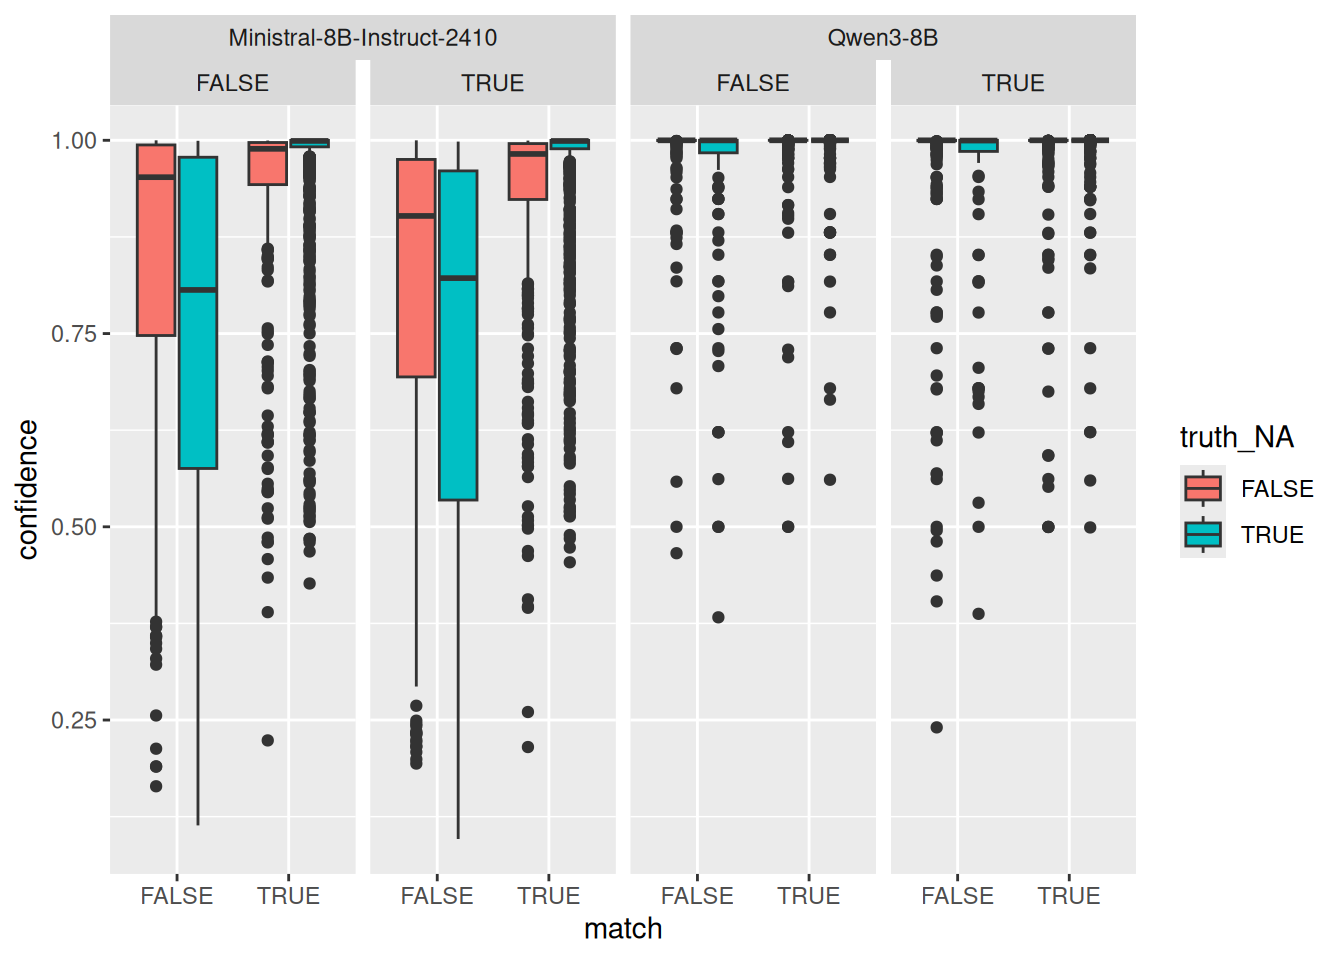 Ministral-8B-Instruct-2410 Qwen3-8B
FALSE TRUE FALSE TRUE
1.00
0.75
0.50
0.25
confidence
FALSE TRUE FALSE TRUE FALSE TRUE FALSE TRUE
match
truth_NA
FALSE
TRUE